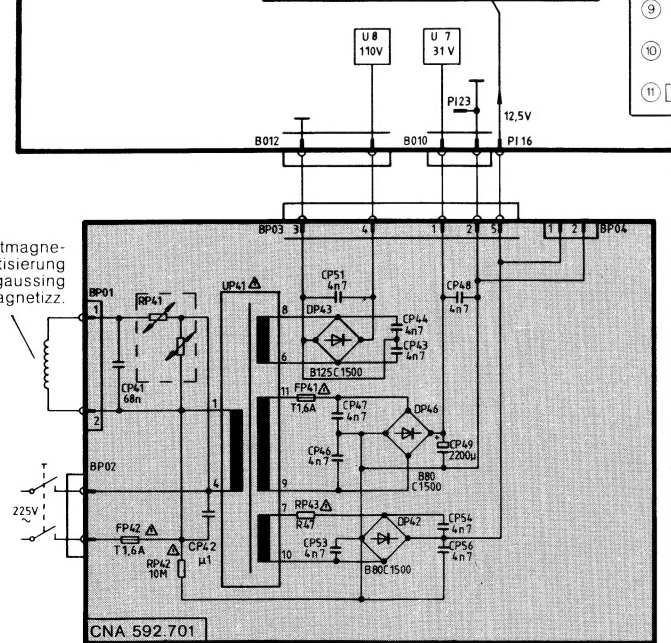 9
10
11
U 8
110V
U 7
31 V
PI23
12,5V
B012
B010
PI 16
BP03 3
4
1
2
5
1
2
BP04
tmagne-
tisierung
gaussing
agnetizz.
BP01
1
RP41
CP41
68n
2
UP41
CP51
4n7
CP48
4n7
8
DP43
CP44
4n7
CP43
4n7
6
B125C1500
11
FP41
T1,6A
CP47
4n7
DP46
1
CP46
4n7
CP49
2200µ
B80
C1500
9
4
BP02
225V
~
FP42
T1,6A
RP42
10M
CP42
µ1
7
RP43
R47
DP42
CP54
4n7
CP53
4n7
CP56
4n7
10
B80C1500
CNA 592.701